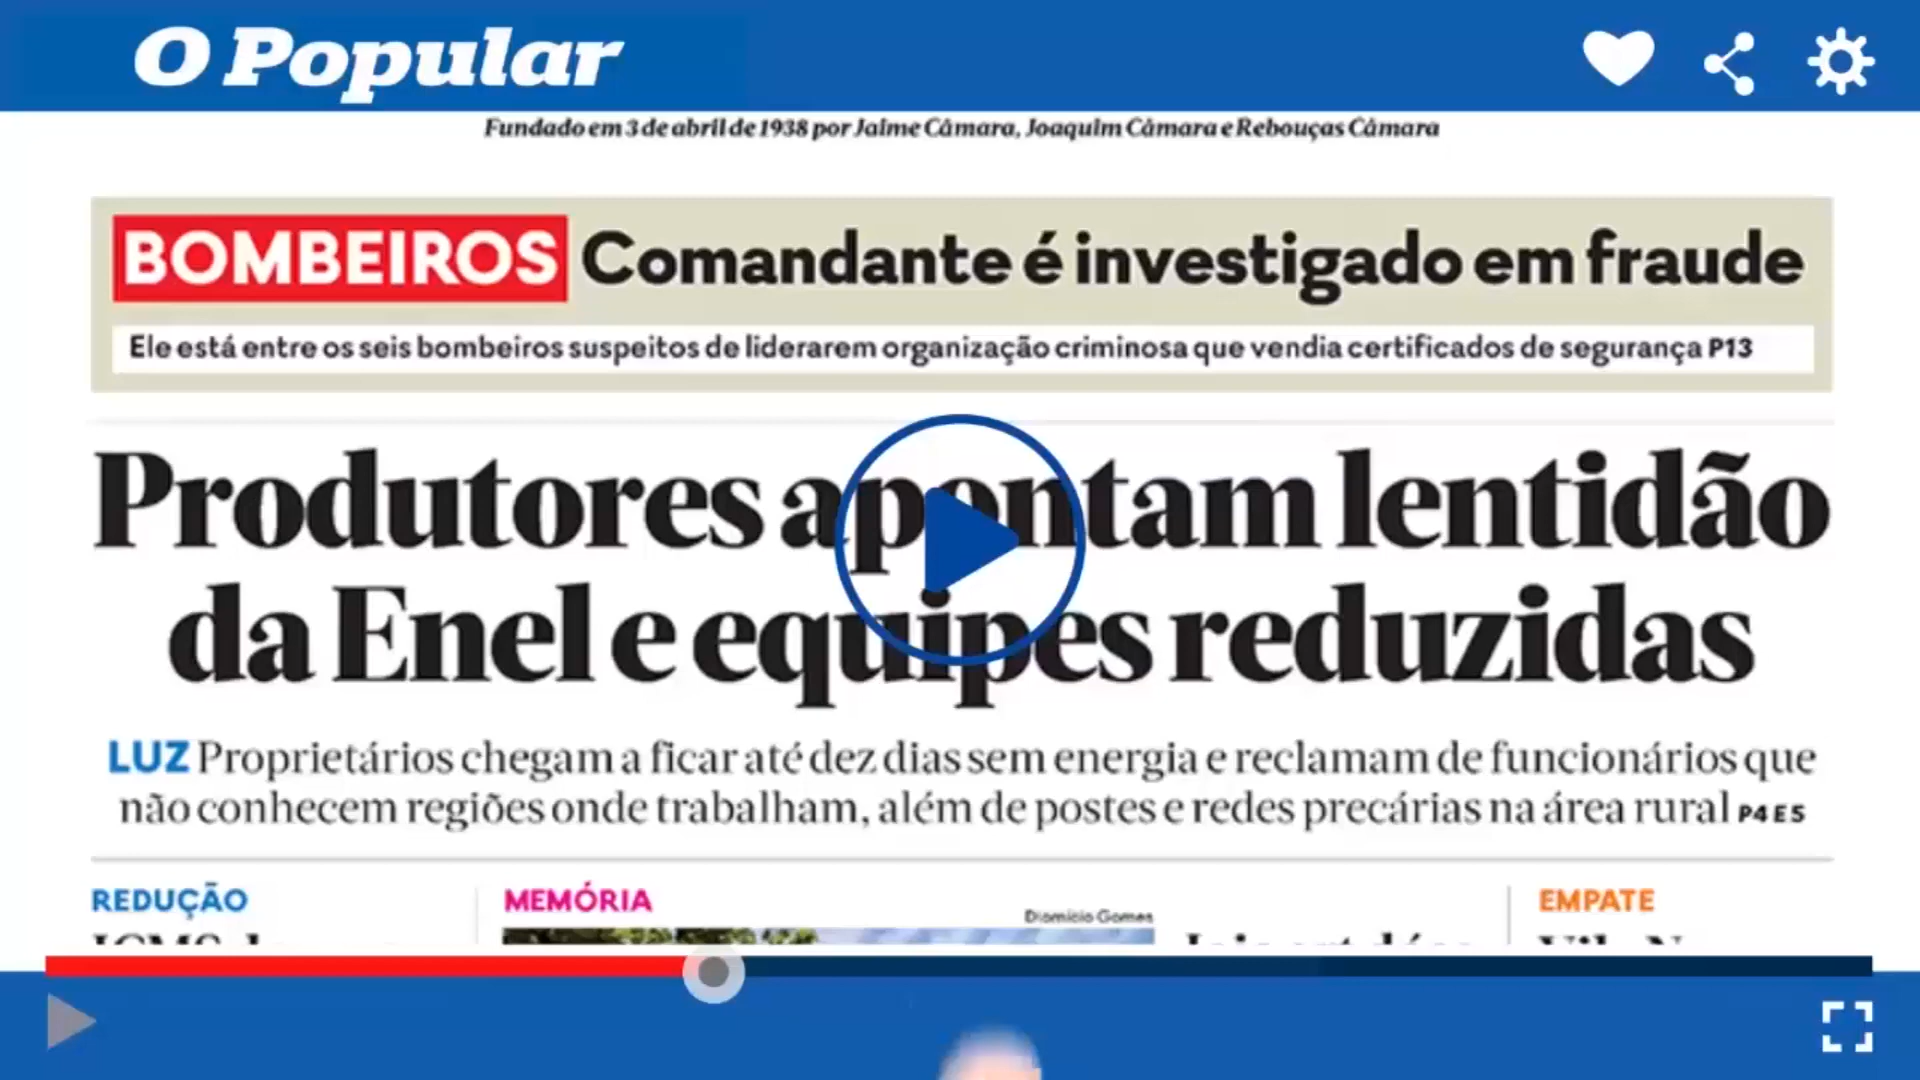 O Popular
Fundado em 3 de abril de 1938 por Jaime Câmara, Joaquim Câmara e Rebouças Câmara
BOMBEIROS Comandante é investigado em fraude
Ele está entre os seis bombeiros suspeitos de liderarem organização criminosa que vendia certificados de segurança P13
Produtores apontam lentidão
da Enel e equipes reduzidas
LUZ Proprietários chegam a ficar até dez dias sem energia e reclamam de funcionários que
não conhecem regiões onde trabalham, além de postes e redes precárias na área rural P4 E 5
REDUÇÃO
MEMÓRIA
Diomício Gomes
EMPATE